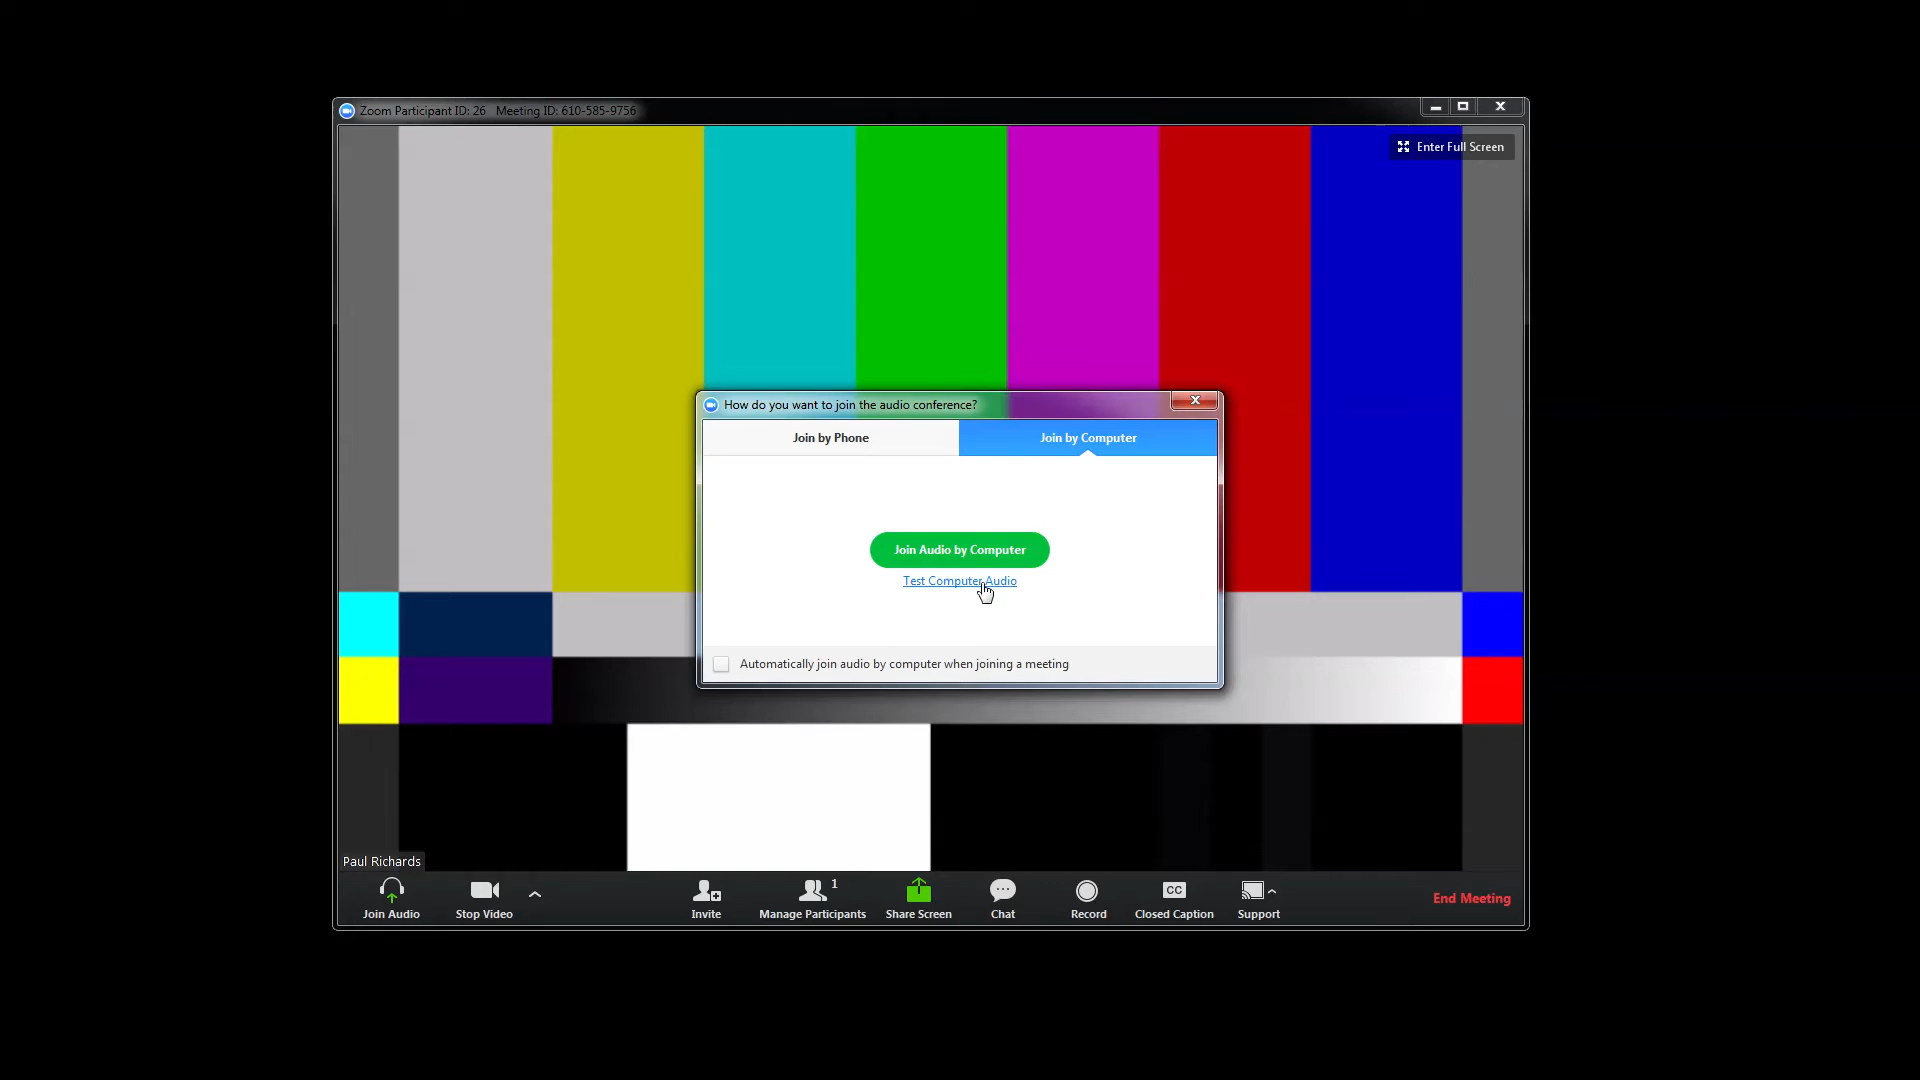 Zoom Participant ID: 26 Meeting ID: 610-585-9756
Enter Full Screen
How do you want to join the audio conference?
Join by Phone
Join by Computer
Join Audio by Computer
Test Computer Audio
Automatically join audio by computer when joining a meeting
Paul Richards
Join Audio
Stop Video
Invite
1
Manage Participants
Share Screen
Chat
Record
CC
Closed Caption
Support
End Meeting